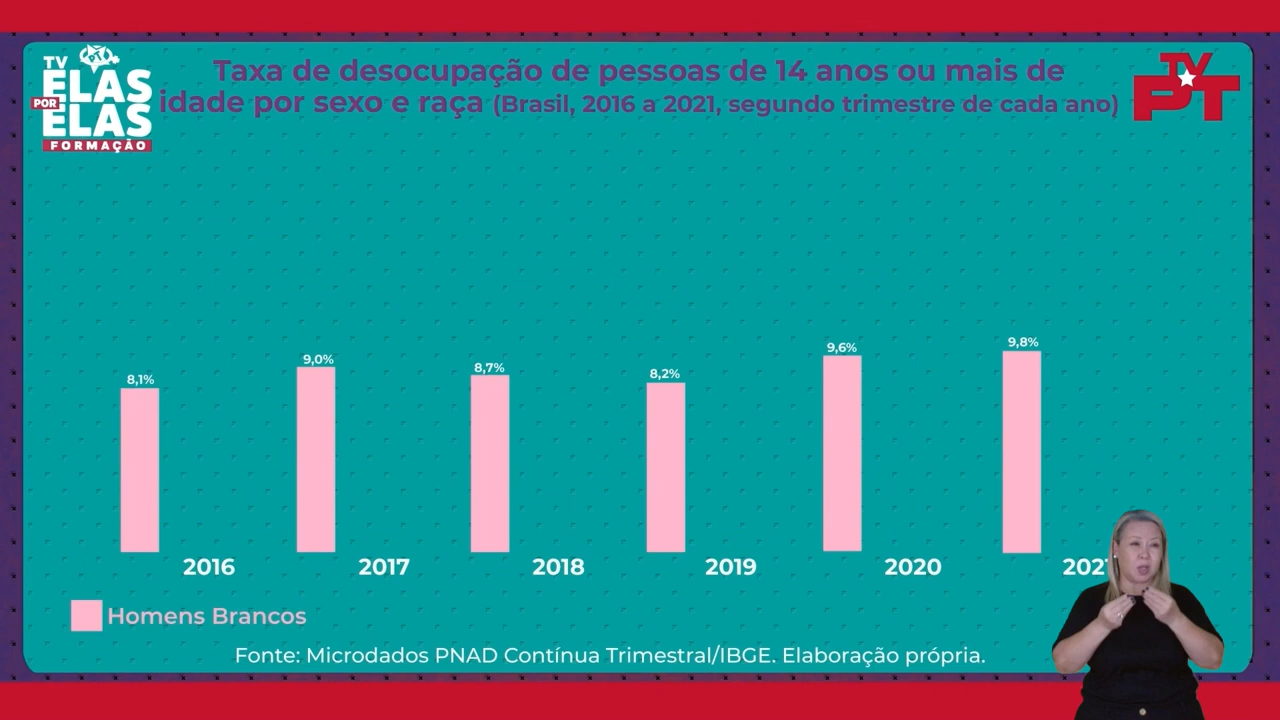 TV
ELAS
POR
ELAS
FORMAÇÃO
Taxa de desocupação de pessoas de 14 anos ou mais de
idade por sexo e raça (Brasil, 2016 a 2021, segundo trimestre de cada ano)
TV
PT
8,1%
9,0%
8,7%
8,2%
9,6%
9,8%
2016
2017
2018
2019
2020
2021
Homens Brancos
Fonte: Microdados PNAD Contínua Trimestral/IBGE. Elaboração própria.